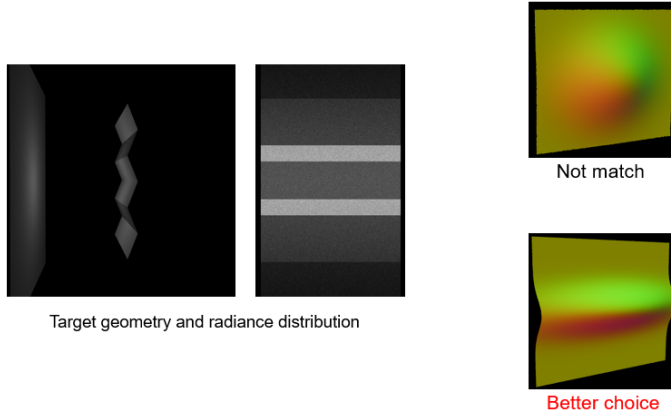 Not match
Target geometry and radiance distribution
Better choice